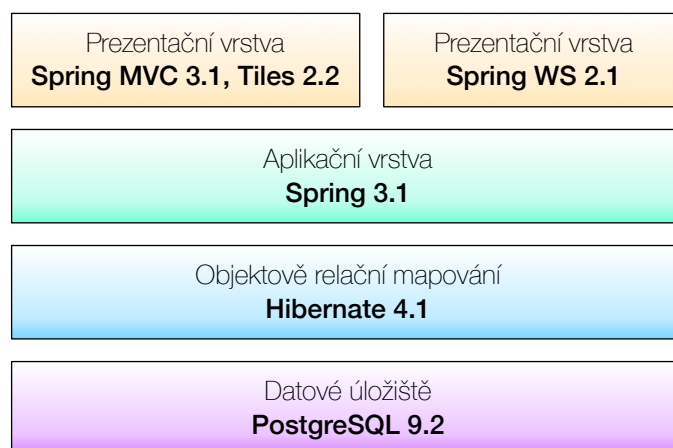 Prezentační vrstva
Spring MVC 3.1, Tiles 2.2
Prezentační vrstva
Spring WS 2.1
Aplikační vrstva
Spring 3.1
Objektově relační mapování
Hibernate 4.1
Datové úložiště
PostgreSQL 9.2